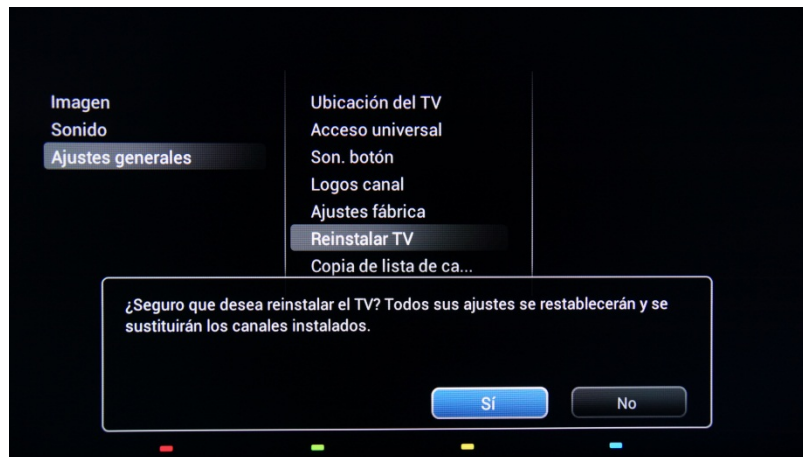 Imagen
Sonido
Ajustes generales
Ubicación del TV
Acceso universal
Son. botón
Logos canal
Ajustes fábrica
Reinstalar TV
Copia de lista de ca...
¿Seguro que desea reinstalar el TV? Todos sus ajustes se restablecerán y se
sustituirán los canales instalados.
Sí
No